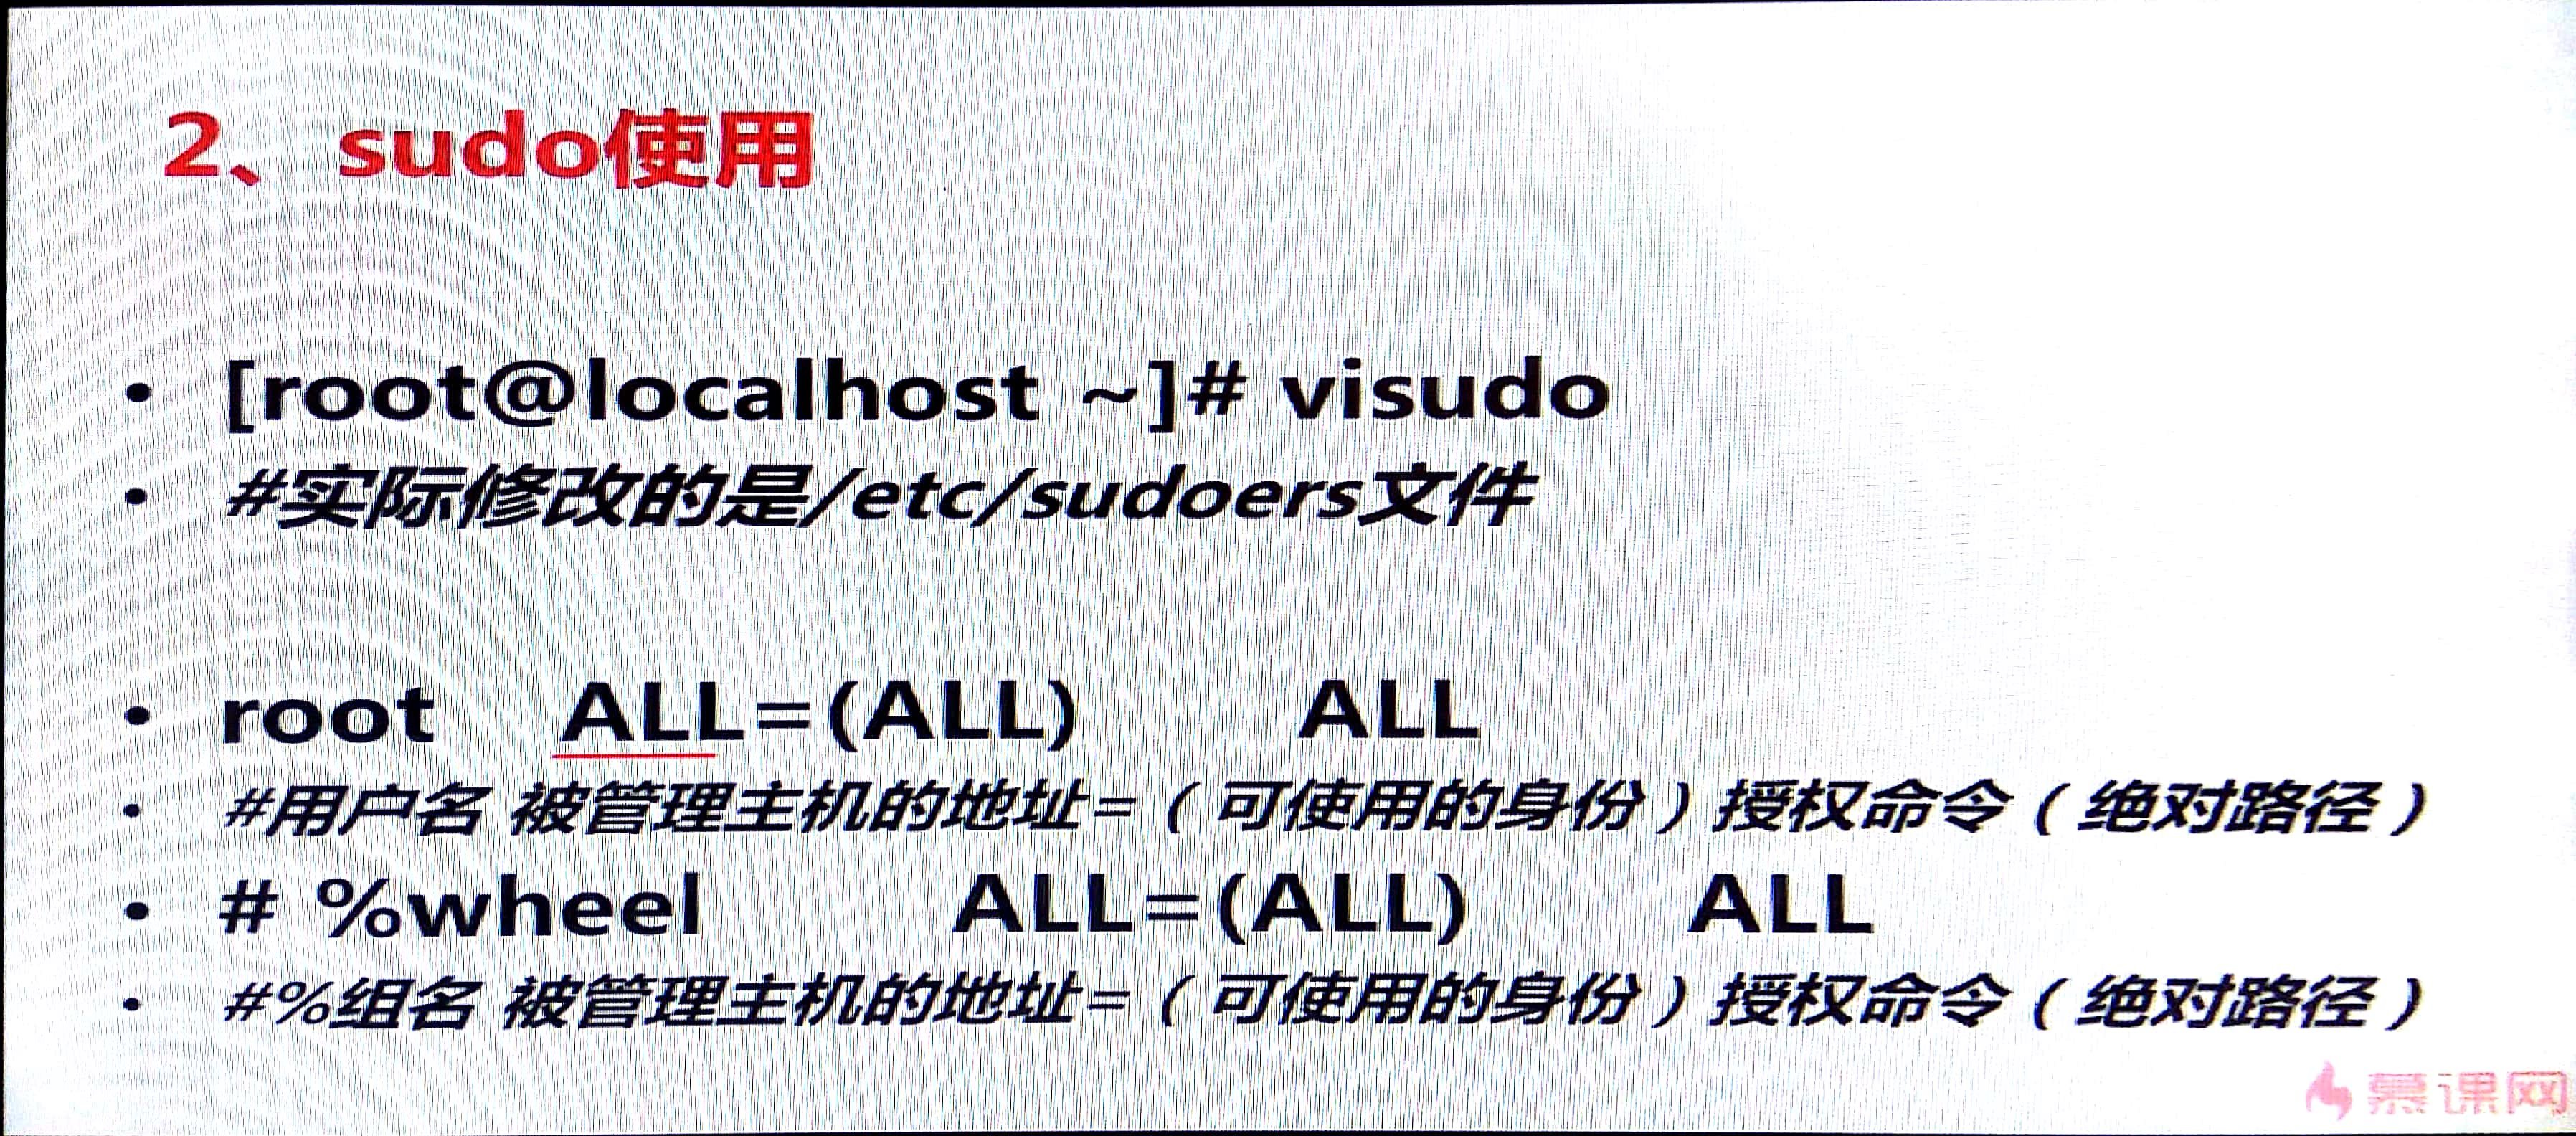 2、sudo使用
• [root@localhost ~]# visudo
• #实际修改的是/etc/sudoers文件
• root ALL=(ALL) ALL
• #用户名 被管理主机的地址=（可使用的身份）授权命令（绝对路径）
• # %wheel ALL=(ALL) ALL
• #%组名 被管理主机的地址=（可使用的身份）授权命令（绝对路径）
慕课网